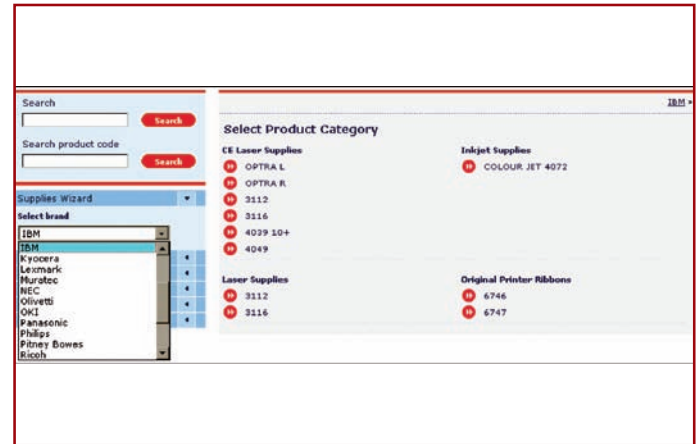 Search
Search
Search product code
Search
Supplies Wizard
Select brand
IBM
IBM
Kyocera
Lexmark
Muratec
NEC
Olivetti
OKI
Panasonic
Philips
Pitney Bowes
Ricoh
IBM »
Select Product Category
CE Laser Supplies
OPTRA L
OPTRA R
3112
3116
4039 10+
4049
Inkjet Supplies
COLOUR JET 4072
Laser Supplies
3112
3116
Original Printer Ribbons
6746
6747